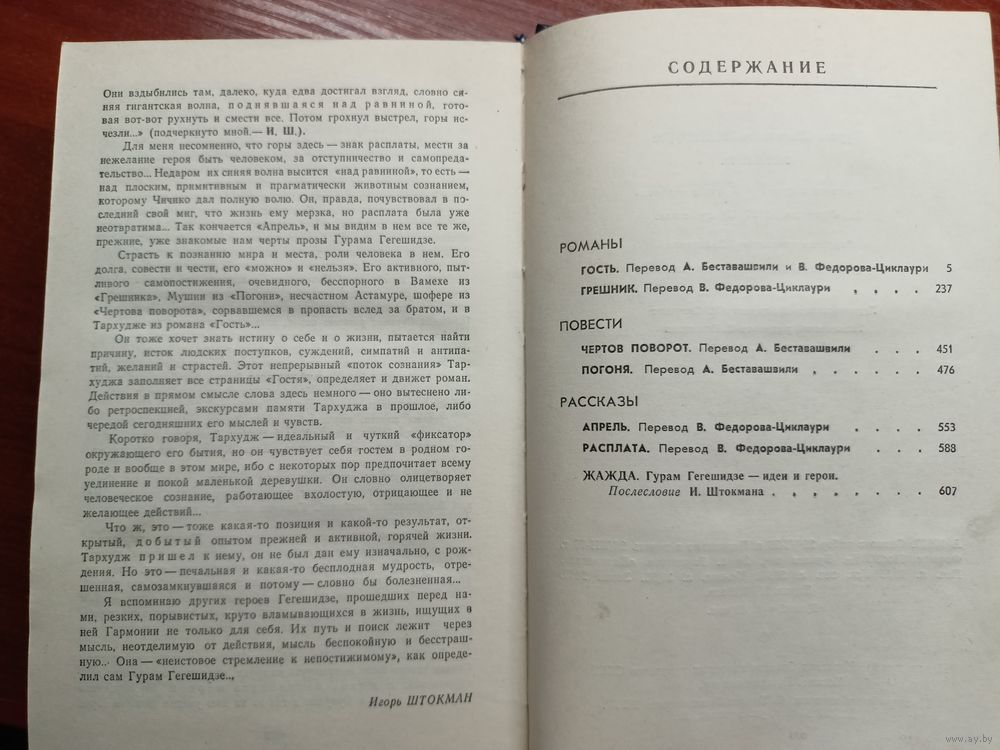 Они вздыбились там, далеко, куда едва достигал взгляд, словно си-
няя гигантская волна, поднявшаяся над равниной, гото-
вая вот-вот рухнуть и смести все. Потом грохнул выстрел, горы ис-
чезли...» (подчеркнуто мной.— И. Ш.).
Для меня несомненно, что горы здесь — знак расплаты, мести за
нежелание героя быть человеком, за отступничество и самопреда-
тельство... Недаром их синяя волна высится «над равниной», то есть —
над плоским, примитивным и прагматически животным сознанием,
которому Чичико дал полную волю. Он, правда, почувствовал в по-
следний свой миг, что жизнь ему мерзка, но расплата была уже
неотвратима... Так кончается «Апрель», и мы видим в нем все те же,
прежние, уже знакомые нам черты прозы Гурама Гегешидзе.
Страсть к познанию мира и места, роли человека в нем. Его
долга, совести и чести, его «можно» и «нельзя». Его активного, пыт-
ливого самопостижения, очевидного, бесспорного в Вамехе из
«Грешника», Мушни из «Погони», несчастном Астамуре, шофере из
«Чертова поворота», сорвавшемся в пропасть вслед за братом, и в
Тархудже из романа «Гость»...
Он тоже хочет знать истину о себе и о жизни, пытается найти
причину, исток людских поступков, суждений, симпатий и антипа-
тий, желаний и страстей. Этот непрерывный «поток сознания» Тар-
худжа заполняет все страницы «Гостя», определяет и движет роман.
Действия в прямом смысле слова здесь немного — оно вытеснено ли-
бо ретроспекцией, экскурсами памяти Тархуджа в прошлое, либо
чередой сегодняшних его мыслей и чувств.
Коротко говоря, Тархудж — идеальный и чуткий «фиксатор»
окружающего его бытия, но он чувствует себя гостем в родном го-
роде и вообще в этом мире, ибо с некоторых пор предпочитает всему
уединение и покой маленькой деревушки. Он словно олицетворяет
человеческое сознание, работающее вхолостую, отрицающее и не
желающее действий...
Что ж, это — тоже какая-то позиция и какой-то результат, от-
крытый, добытый опытом прежней и активной, горячей жизни.
Тархудж пришел к нему, он не был дан ему изначально, с рож-
дения. Но это — печальная и какая-то бесплодная мудрость, отре-
шенная, самозамкнувшаяся и потому — словно бы болезненная...
Я вспоминаю других героев Гегешидзе, прошедших перед на-
ми, резких, порывистых, круто вламывающихся в жизнь, ищущих в
ней Гармонии не только для себя. Их путь и поиск лежит через
мысль, неотделимую от действия, мысль беспокойную и бесстраш-
ную... Она — «неистовое стремление к непостижимому», как опреде-
лил сам Гурам Гегешидзе...
Игорь ШТОКМАН
СОДЕРЖАНИЕ
РОМАНЫ
ГОСТЬ. Перевод А. Беставашвили и В. Федорова-Циклаури 5
ГРЕШНИК. Перевод В. Федорова-Циклаури . . . . 237
ПОВЕСТИ
ЧЕРТОВ ПОВОРОТ. Перевод А. Беставашвили . . . 451
ПОГОНЯ. Перевод А. Беставашвили . . . . . . 476
РАССКАЗЫ
АПРЕЛЬ. Перевод В. Федорова-Циклаури . . . . 553
РАСПЛАТА. Перевод В. Федорова-Циклаури . . . . 588
ЖАЖДА. Гурам Гегешидзе — идеи и герои.
Послесловие И. Штокмана . . . . . . . . 607
www.ay.by